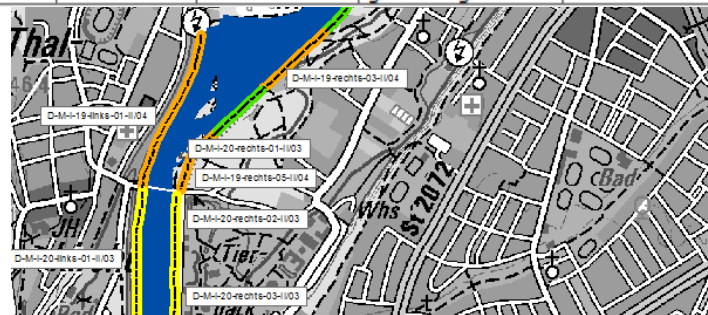 Thal-
D-M-I-19-rechts-03-II/04
D-M-I-19-links-01-II/04
D-M-I-20-rechts-01-II/03
D-M-I-19-rechts-05-II/04
Bad
Whs
St 2072
D-M-I-20-rechts-02-II/03
JH
D-M-I-20-links-01-II/03
Tier-
D-M-I-20-rechts-03-II/03
park
Bad